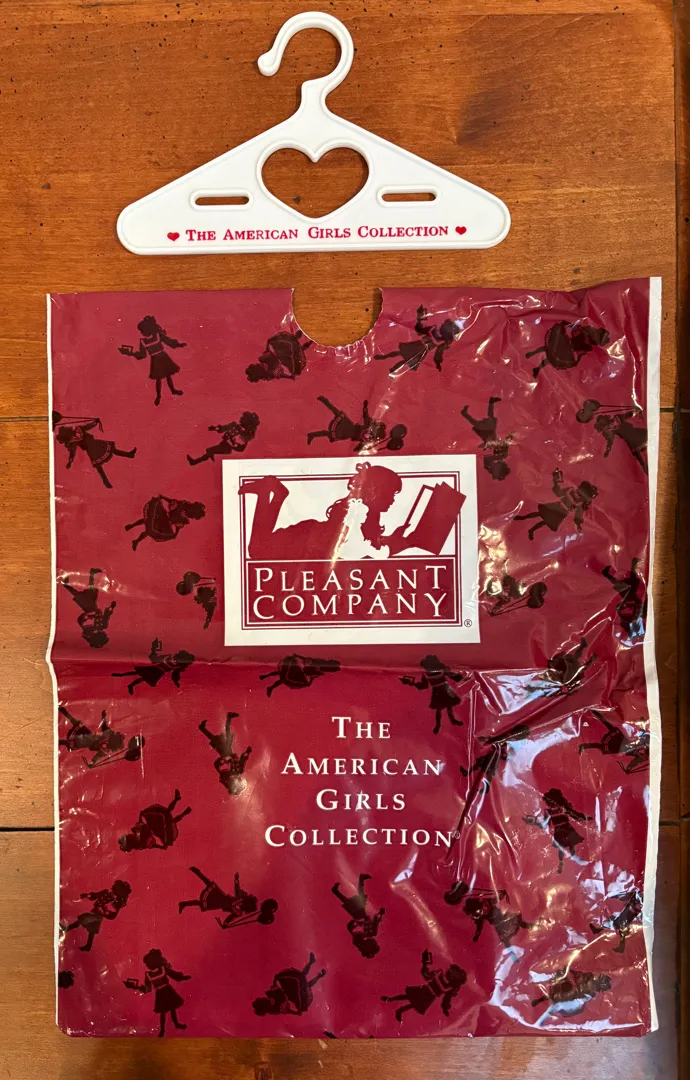 ❤ THE AMERICAN GIRLS COLLECTION ❤
PLEASANT
COMPANY®
THE
AMERICAN
GIRLS
COLLECTION®